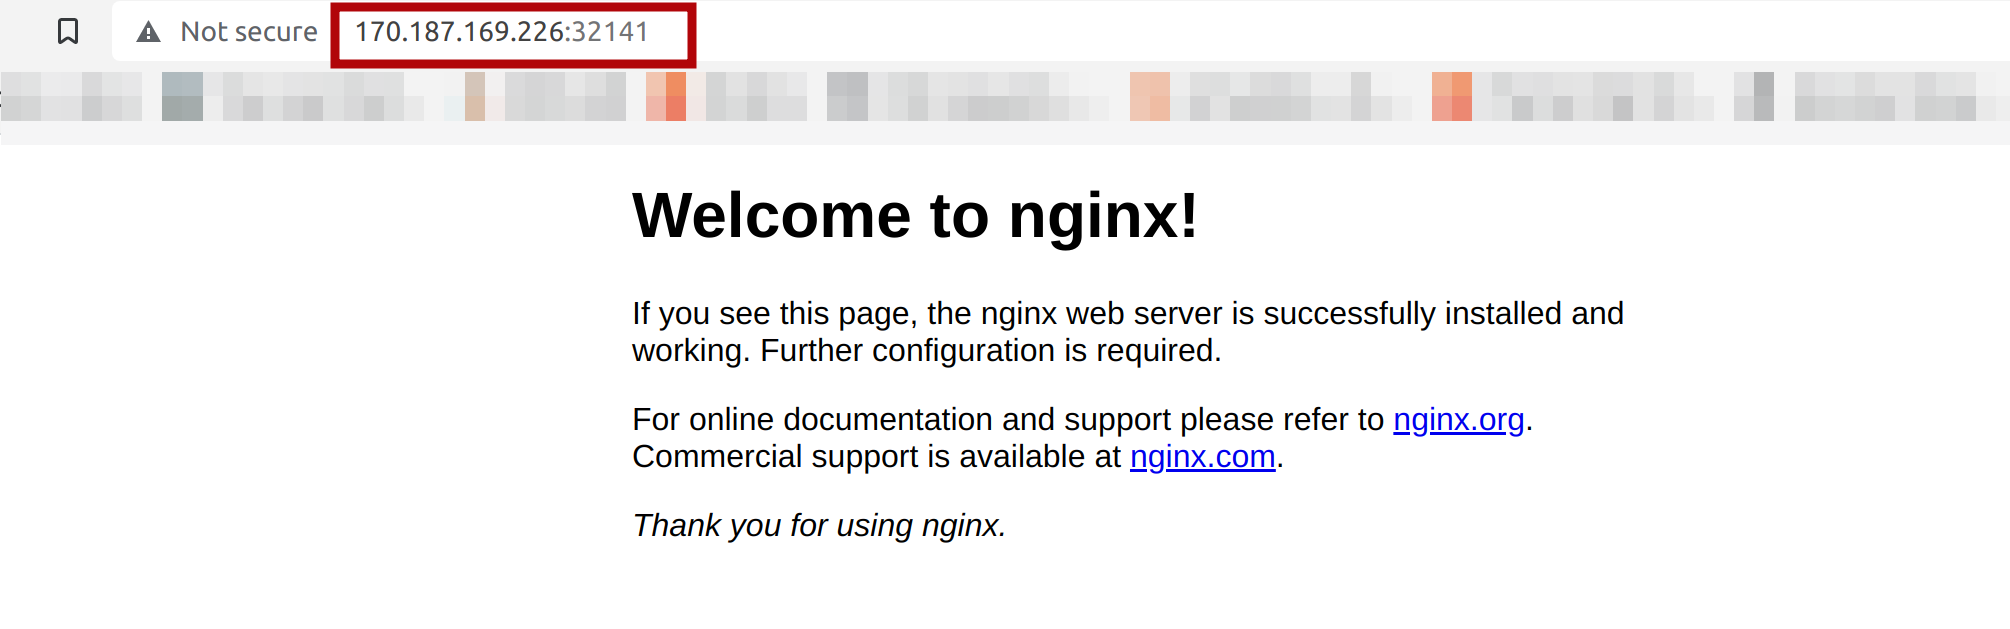 Not secure 170.187.169.226:32141
Welcome to nginx!
If you see this page, the nginx web server is successfully installed and
working. Further configuration is required.
For online documentation and support please refer to nginx.org.
Commercial support is available at nginx.com.
Thank you for using nginx.